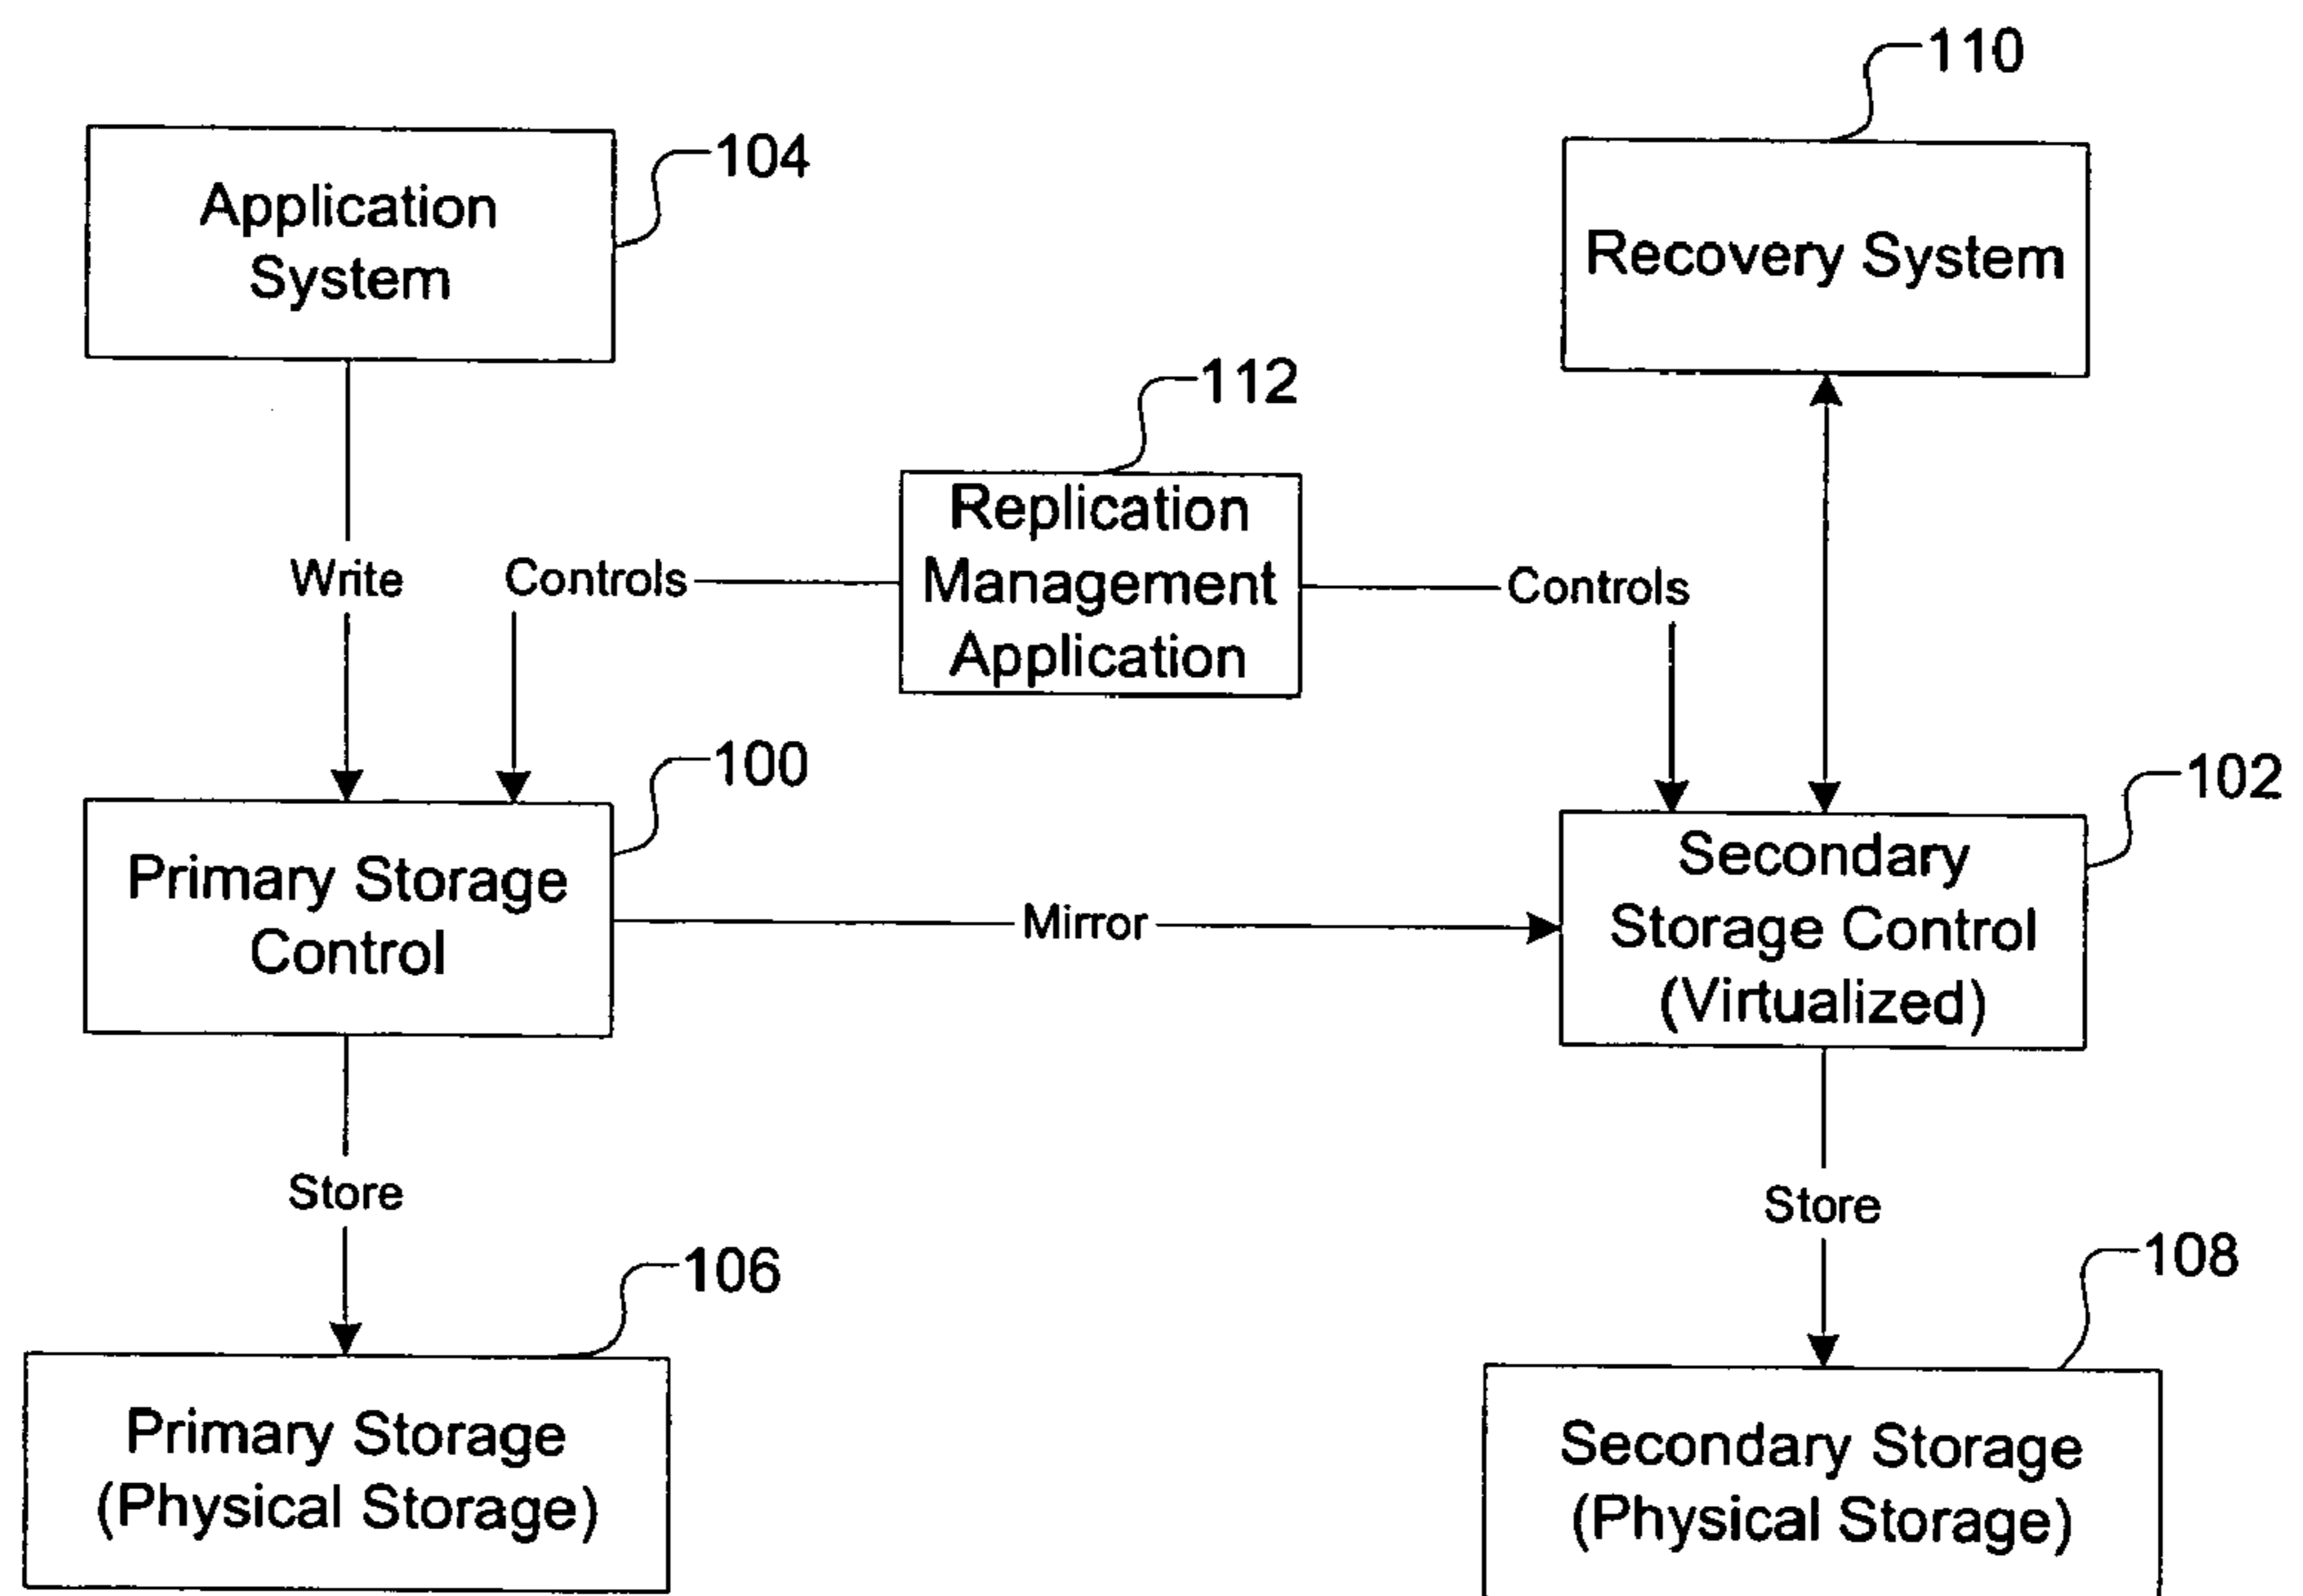 110
104
Application
System
Recovery System
112
Replication
Management
Application
Write
Controls
Controls
100
102
Primary Storage
Control
Mirror
Secondary
Storage Control
(Virtualized)
Store
Store
106
108
Primary Storage
(Physical Storage)
Secondary Storage
(Physical Storage)